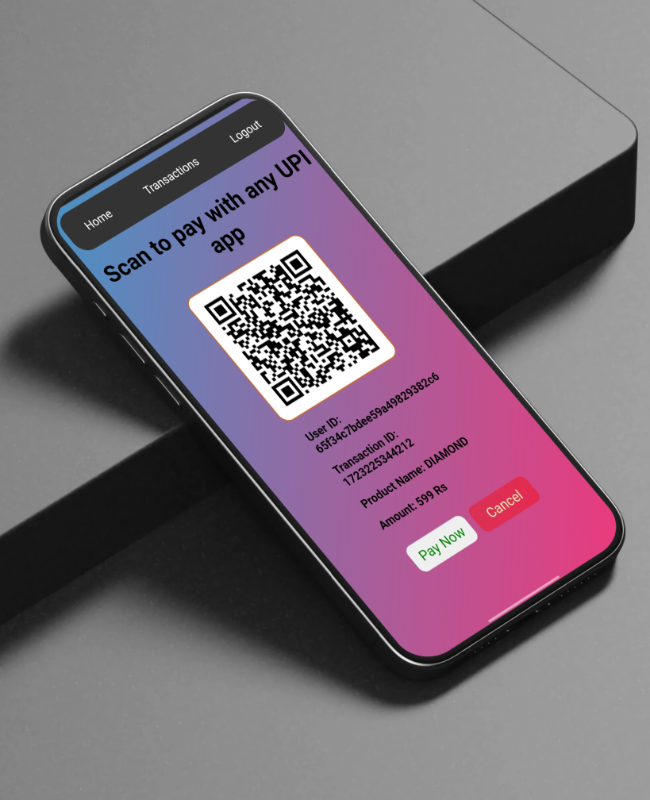 Home Transactions Logout
Scan to pay with any UPI
app
User ID:
65f34c7bdee59a49829382c6
Transaction ID:
1723225344212
Product Name: DIAMOND
Amount: 599 Rs
Pay Now Cancel